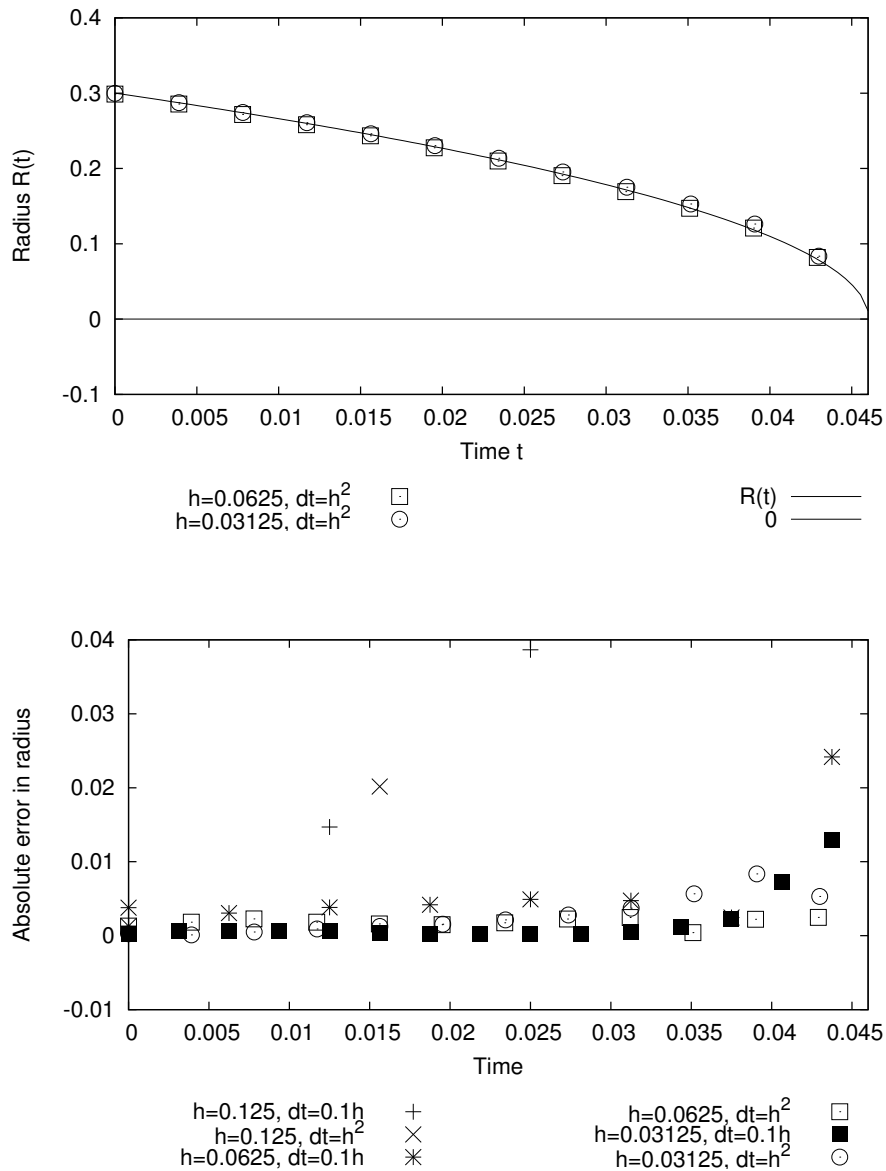 0.4
0.3
0.2
0.1
0
-0.1
Radius R(t)
0 0.005 0.01 0.015 0.02 0.025 0.03 0.035 0.04 0.045
Time t
h=0.0625, dt=h²
h=0.03125, dt=h²
R(t)
0
0.04
0.03
0.02
0.01
0
-0.01
Absolute error in radius
0 0.005 0.01 0.015 0.02 0.025 0.03 0.035 0.04 0.045
Time
h=0.125, dt=0.1h
h=0.125, dt=h²
h=0.0625, dt=0.1h
h=0.0625, dt=h²
h=0.03125, dt=0.1h
h=0.03125, dt=h²